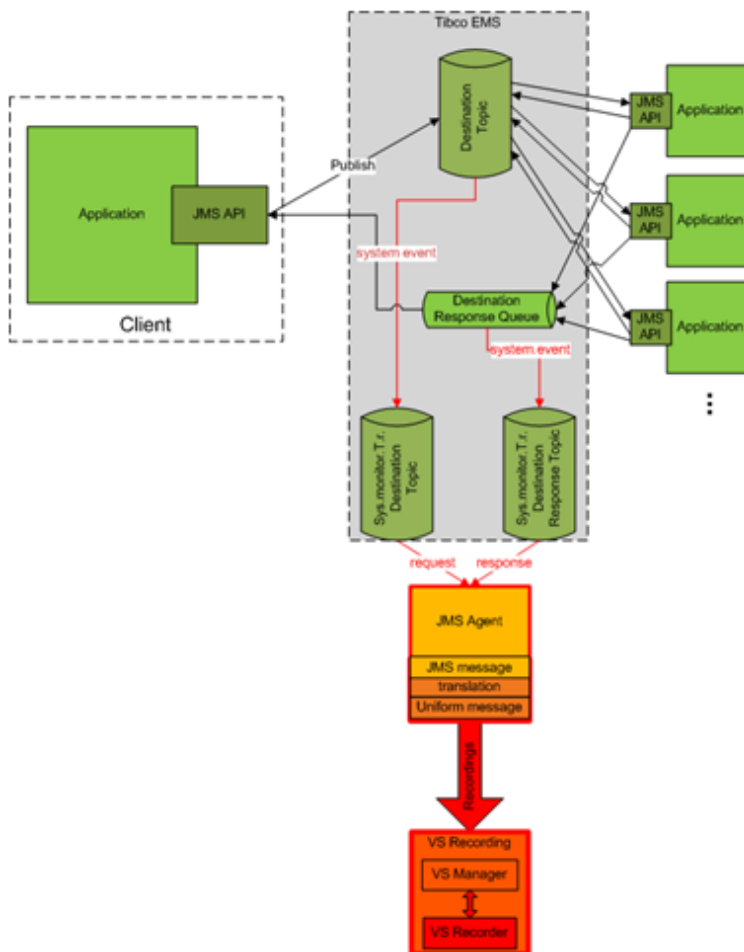 Tibco EMS
Destination
Topic
JMS
API
Application
Publish
Application
JMS API
Client
JMS
API
Application
system event
Destination
Response Queue
JMS
API
Application
system.event
...
Sys.monitor.T.r.
Destination
Topic
Sys.monitor.T.r.
Destination
Response Topic
request
response
JMS Agent
JMS message
translation
Uniform message
Recordings
VS Recording
VS Manager
VS Recorder